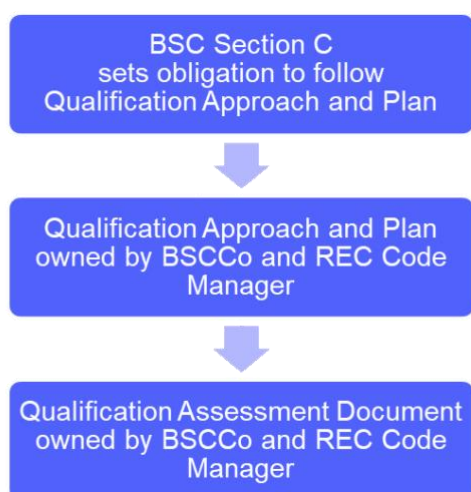 BSC Section C
sets obligation to follow
Qualification Approach and Plan
Qualification Approach and Plan
owned by BSCCo and REC Code
Manager
Qualification Assessment Document
owned by BSCCo and REC Code
Manager